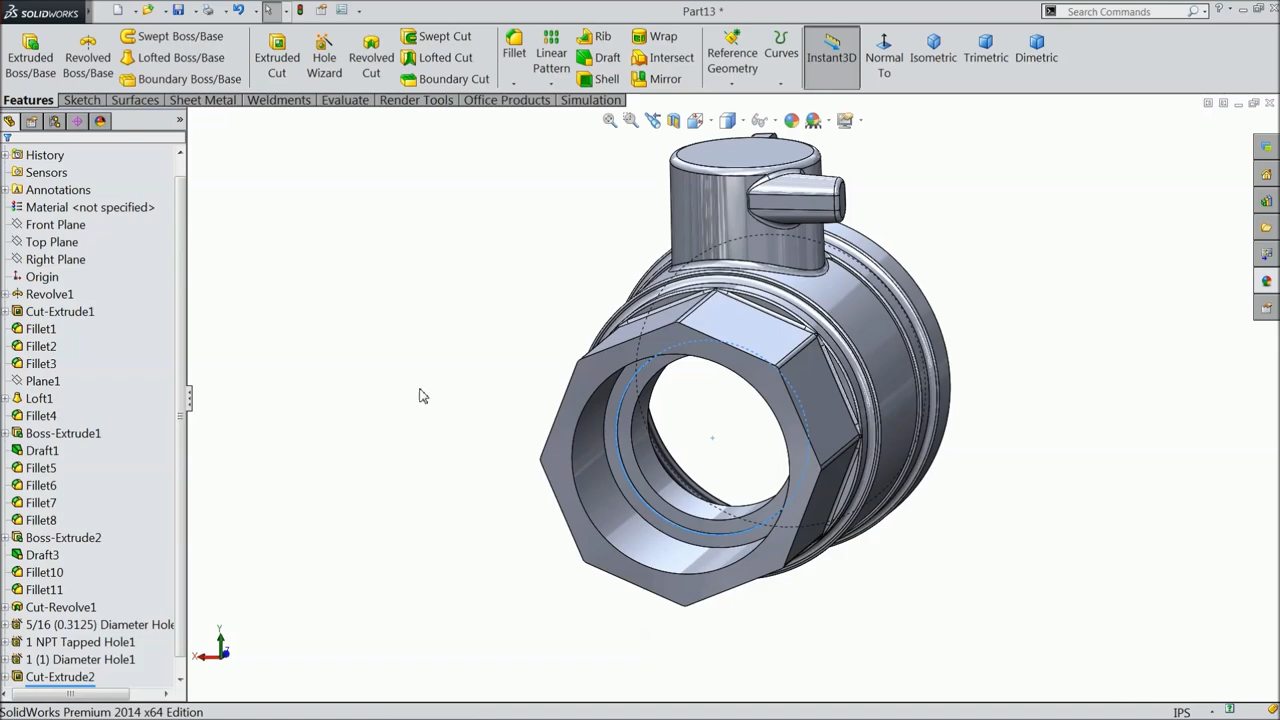 SOLIDWORKS
Part13 *
Search Commands
Extruded Boss/Base
Revolved Boss/Base
Swept Boss/Base
Lofted Boss/Base
Boundary Boss/Base
Extruded Cut
Hole Wizard
Revolved Cut
Swept Cut
Lofted Cut
Boundary Cut
Fillet
Linear Pattern
Rib
Draft
Shell
Wrap
Intersect
Mirror
Reference Geometry
Curves
Instant3D
Normal To
Isometric
Trimetric
Dimetric
Features
Sketch
Surfaces
Sheet Metal
Weldments
Evaluate
Render Tools
Office Products
Simulation
History
Sensors
Annotations
Material <not specified>
Front Plane
Top Plane
Right Plane
Origin
Revolve1
Cut-Extrude1
Fillet1
Fillet2
Fillet3
Plane1
Loft1
Fillet4
Boss-Extrude1
Draft1
Fillet5
Fillet6
Fillet7
Fillet8
Boss-Extrude2
Draft3
Fillet10
Fillet11
Cut-Revolve1
5/16 (0.3125) Diameter Hole
1 NPT Tapped Hole1
1 (1) Diameter Hole1
Cut-Extrude2
Y
X
Z
SolidWorks Premium 2014 x64 Edition
IPS